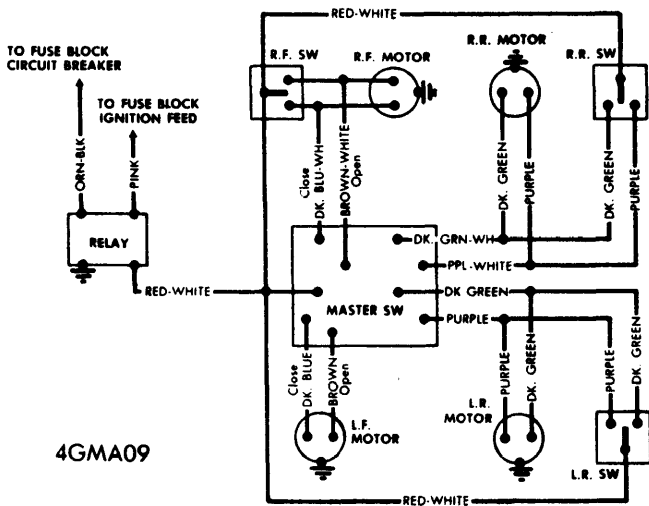 RED-WHITE
TO FUSE BLOCK
CIRCUIT BREAKER
R.F. SW
R.F. MOTOR
R.R. MOTOR
R.R. SW
TO FUSE BLOCK
IGNITION FEED
ORN-BLK
PINK
Close
DK. BLU-WH
BROWN-WHITE
Open
DK. GREEN
PURPLE
DK. GREEN
PURPLE
RELAY
DK. GRN-WH
PPL-WHITE
RED-WHITE
MASTER SW
DK GREEN
PURPLE
Close
DK. BLUE
BROWN
Open
PURPLE
DK. GREEN
PURPLE
DK. GREEN
L.F.
MOTOR
L.R.
MOTOR
L.R. SW
4GMA09
RED-WHITE